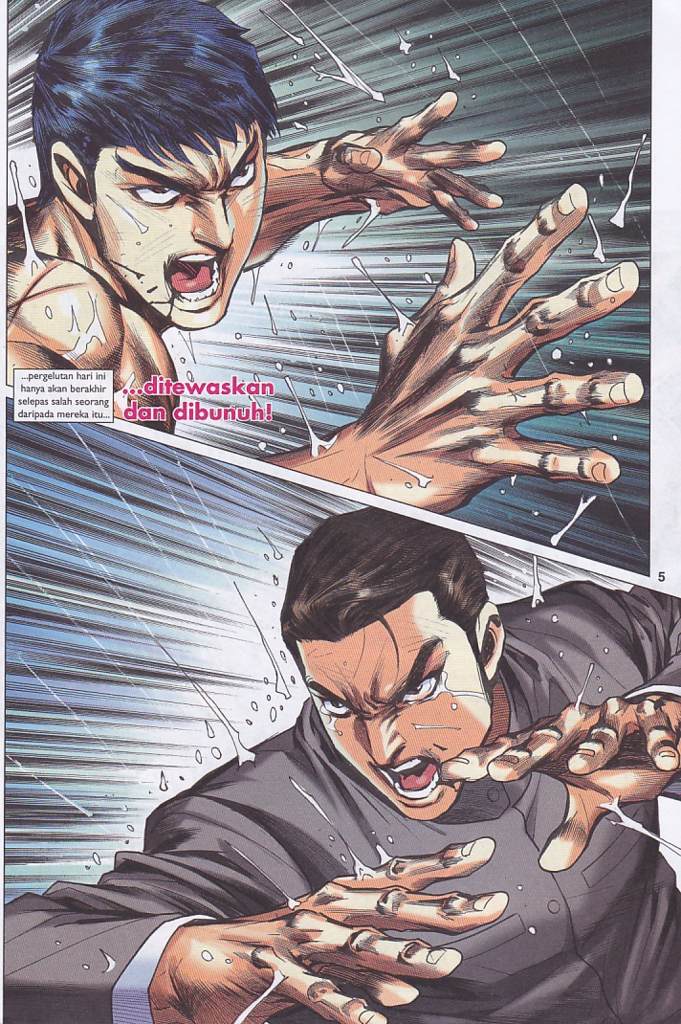 ...pergelutan hari ini
hanya akan berakhir
selepas salah seorang
daripada mereka itu...
...ditewaskan
dan dibunuh!
5